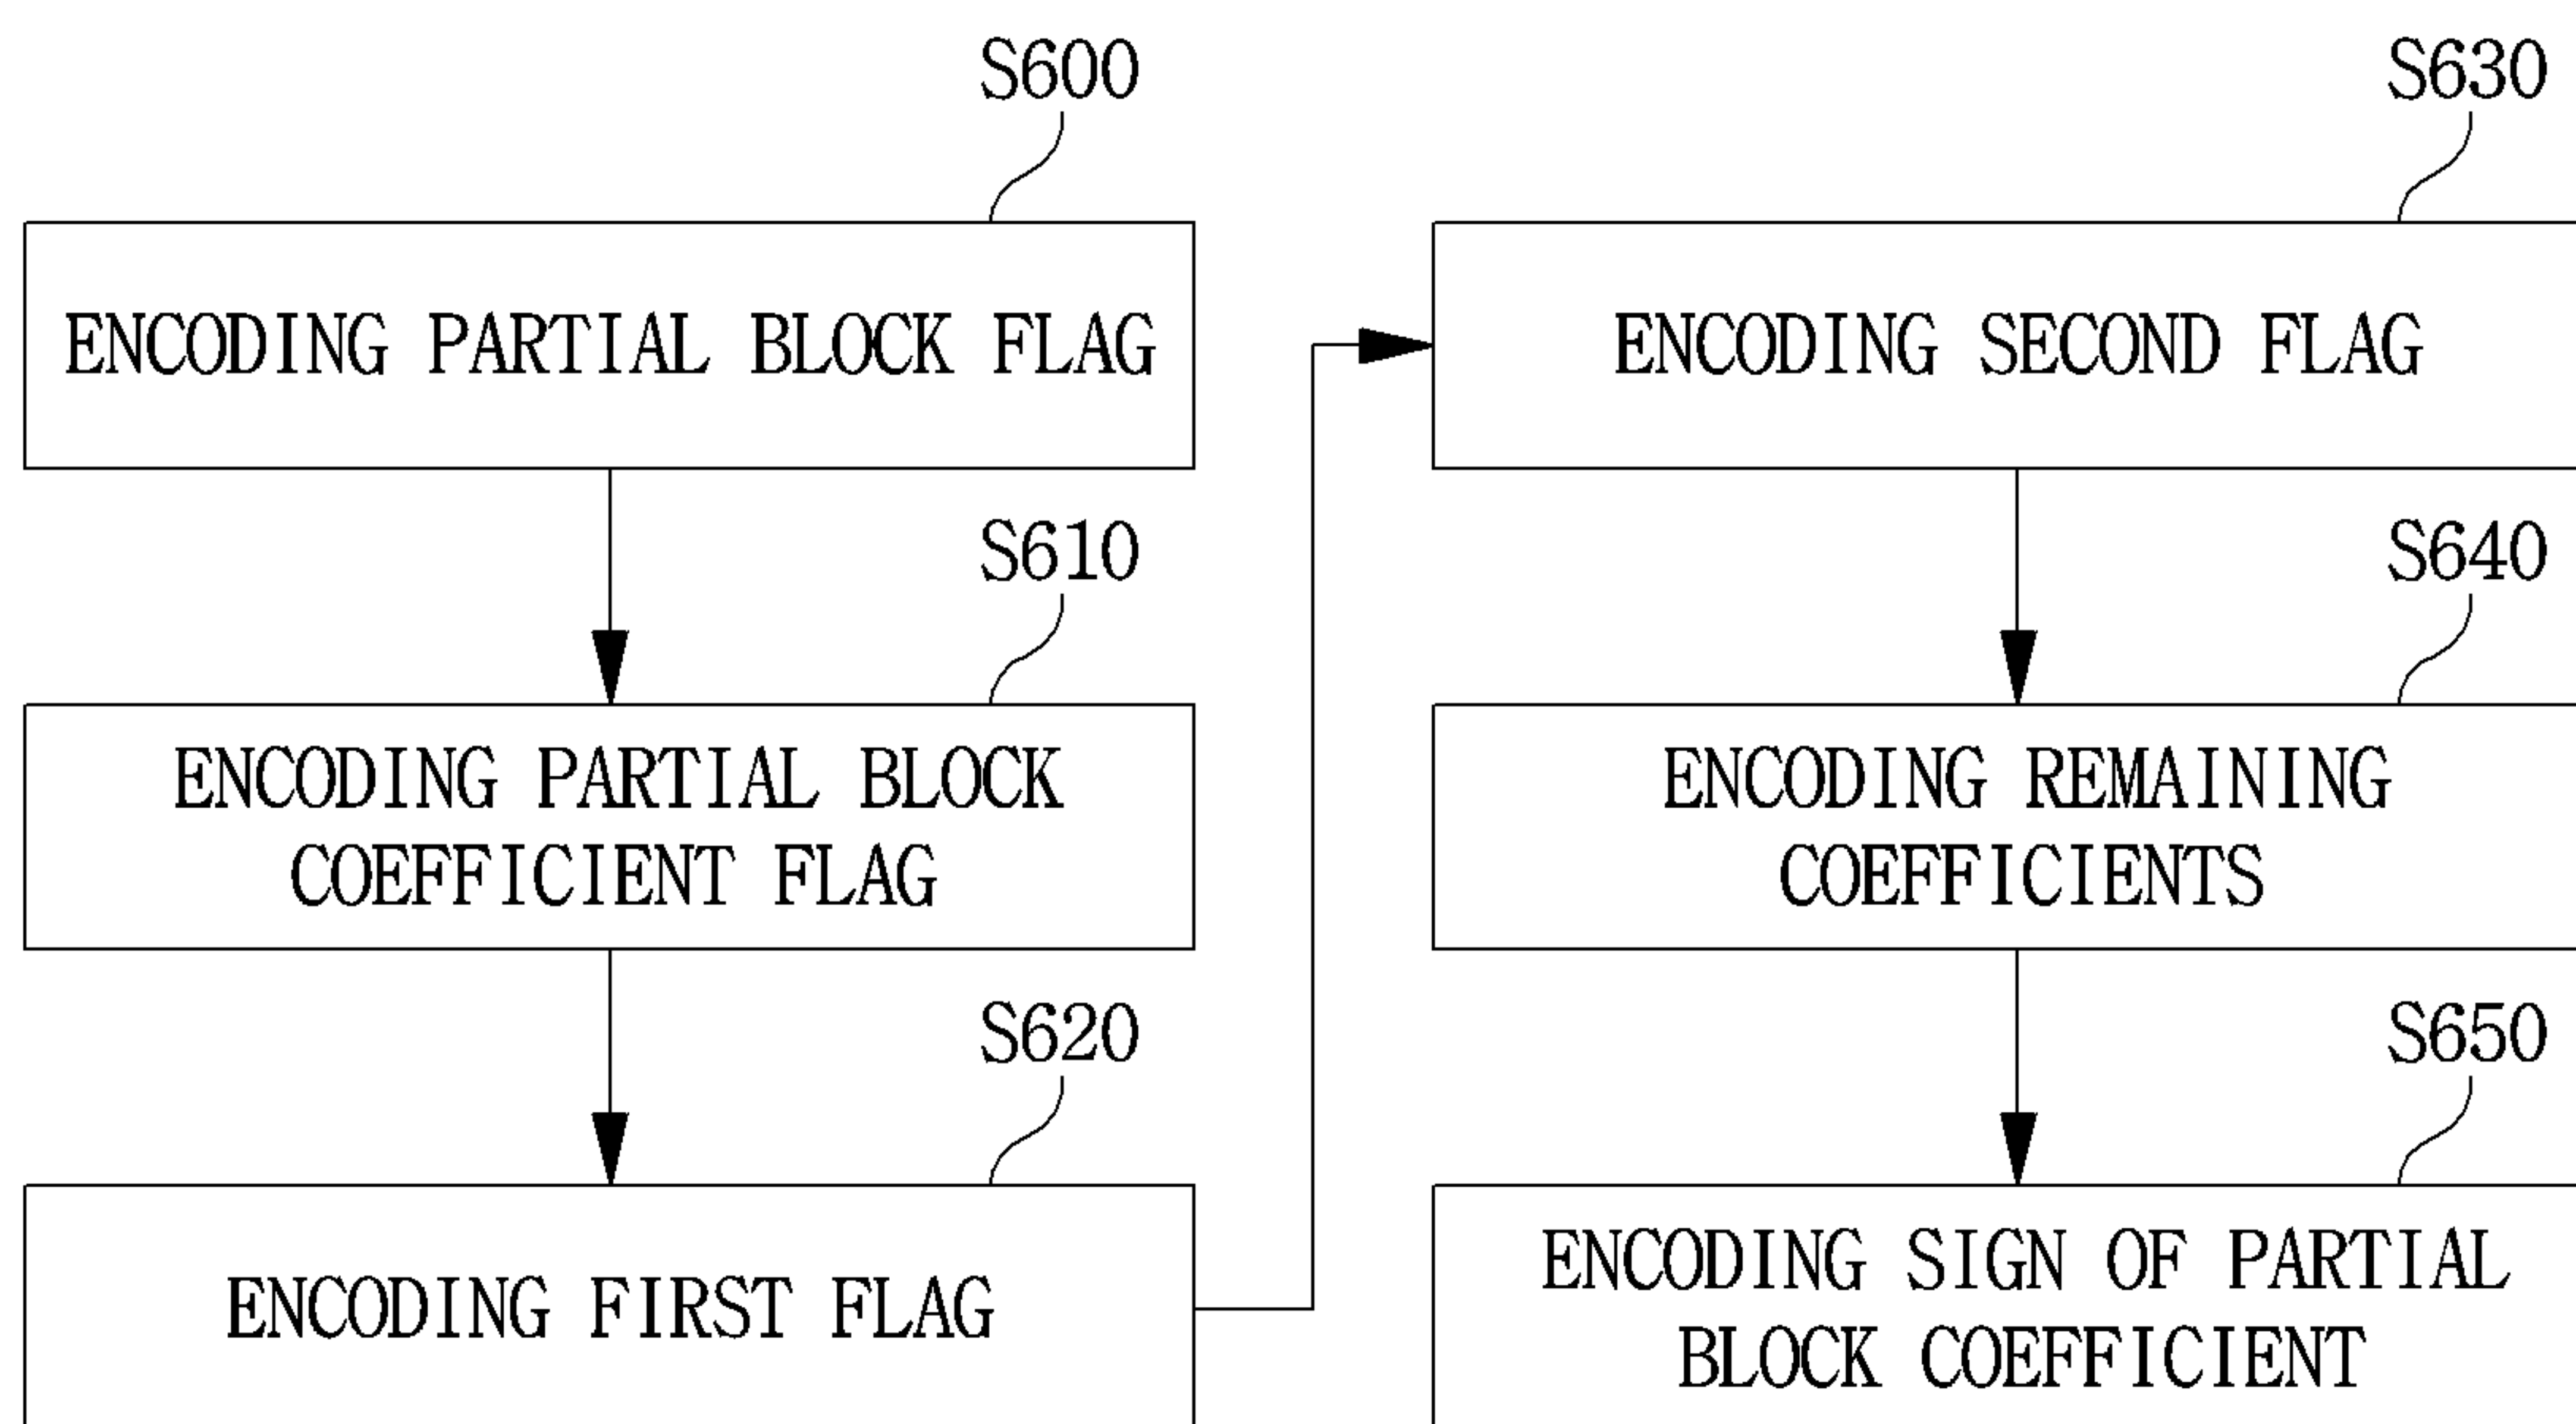 S600
ENCODING PARTIAL BLOCK FLAG
S610
ENCODING PARTIAL BLOCK
COEFFICIENT FLAG
S620
ENCODING FIRST FLAG
S630
ENCODING SECOND FLAG
S640
ENCODING REMAINING
COEFFICIENTS
S650
ENCODING SIGN OF PARTIAL
BLOCK COEFFICIENT